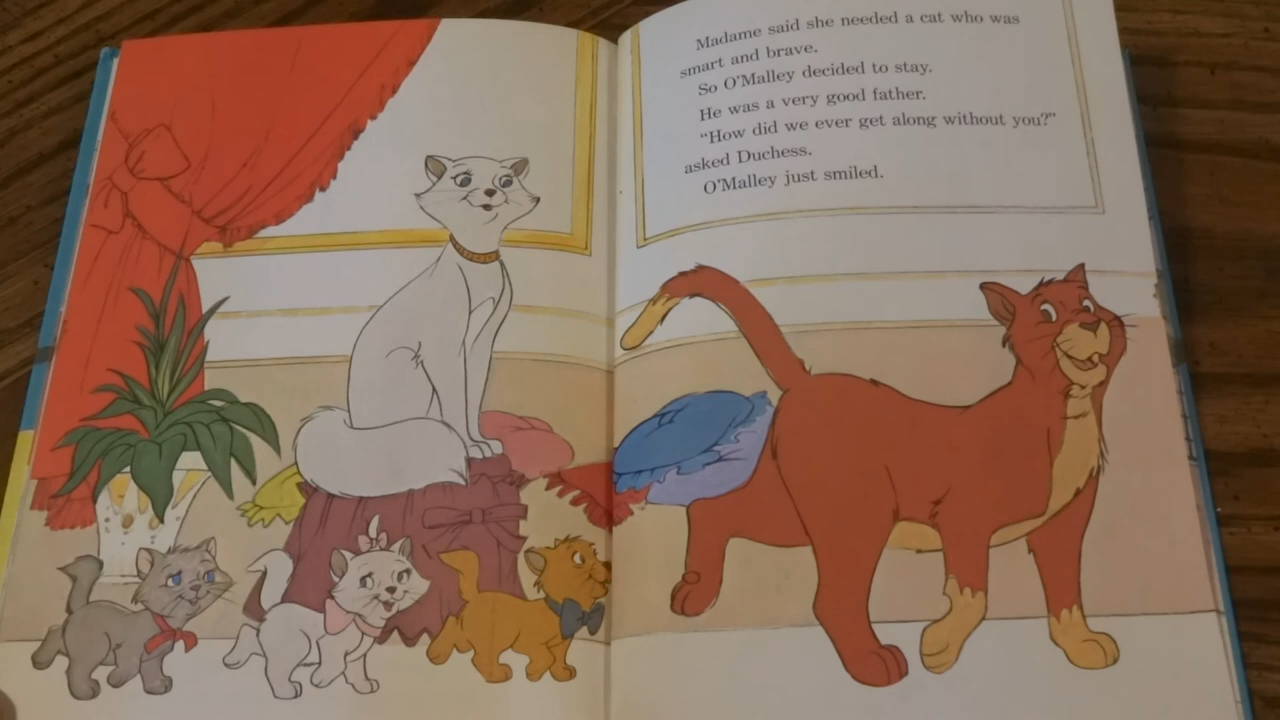 Madame said she needed a cat who was
smart and brave.
So O'Malley decided to stay.
He was a very good father.
"How did we ever get along without you?"
asked Duchess.
O'Malley just smiled.